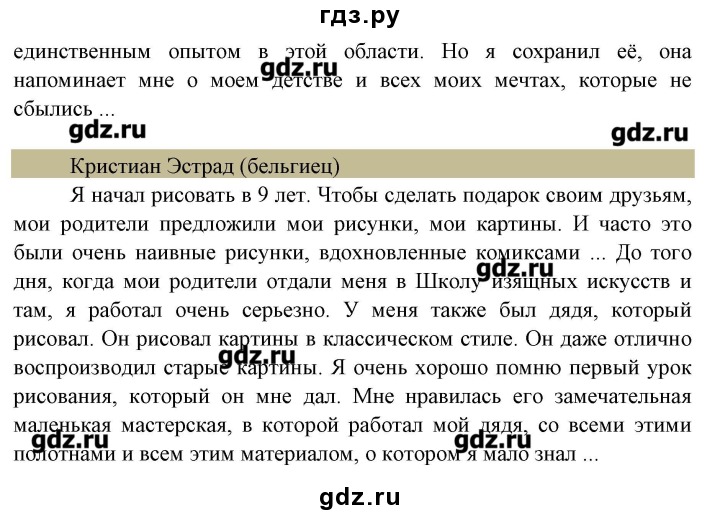 гдз.ру
единственным опытом в этой области. Но я сохранил её, она
gdz.ru
напоминает мне о моем детстве и всех моих мечтах, которые не
сбылись ...
gdz.ru
gdz.ru
Кристиан Эстрад (бельгиец)
Я начал рисовать в 9 лет. Чтобы сделать подарок своим друзьям,
мои родители предложили мои рисунки, мои картины. И часто это
были очень наивные рисунки, вдохновленные комиксами ... До того
gdz.ru
дня, когда мои родители отдали меня в Школу изящных искусств и
там, я работал очень серьезно. У меня также был дядя, который
рисовал. Он рисовал картины в классическом стиле. Он даже отлично
gdz.ru
воспроизводил старые картины. Я очень хорошо помню первый урок
рисования, который он мне дал. Мне нравилась его замечательная
маленькая мастерская, в которой работал мой дядя, со всеми этими
gdz.ru
gdz.ru
полотнами и всем этим материалом, о котором я мало знал ...
gdz.ru